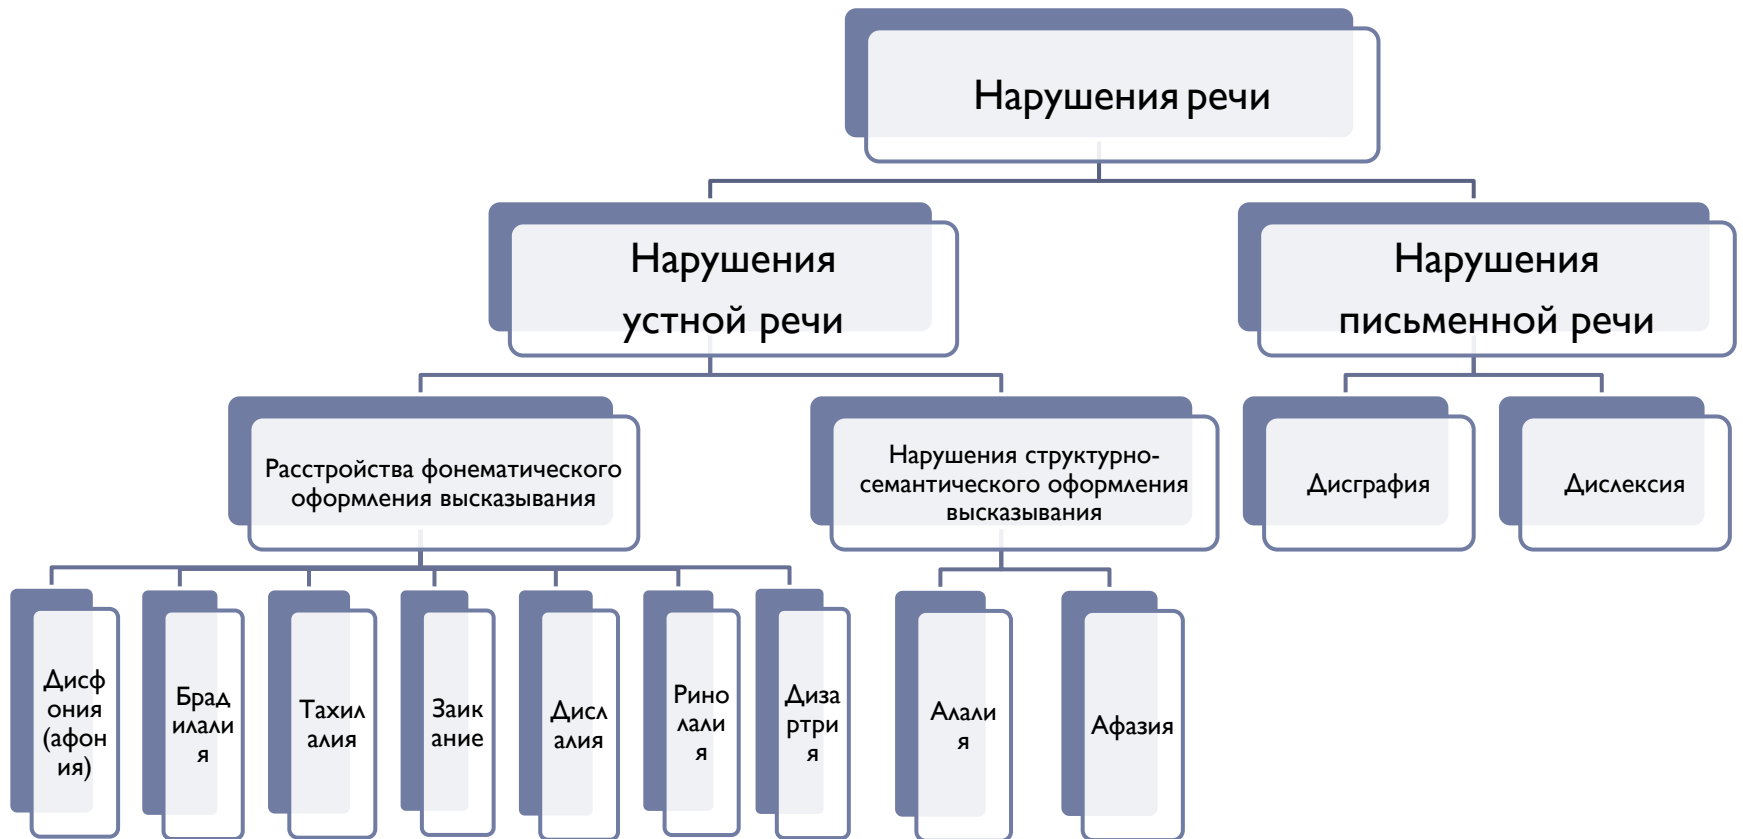 Нарушения речи
Нарушения
устной речи
Нарушения
письменной речи
Расстройства фонематического
оформления высказывания
Нарушения структурно-
семантического оформления
высказывания
Дисграфия
Дислексия
Дисф
ония
(афон
ия)
Брад
илали
я
Тахил
алия
Заик
ание
Дисл
алия
Рино
лали
я
Диза
ртри
я
Алали
я
Афазия